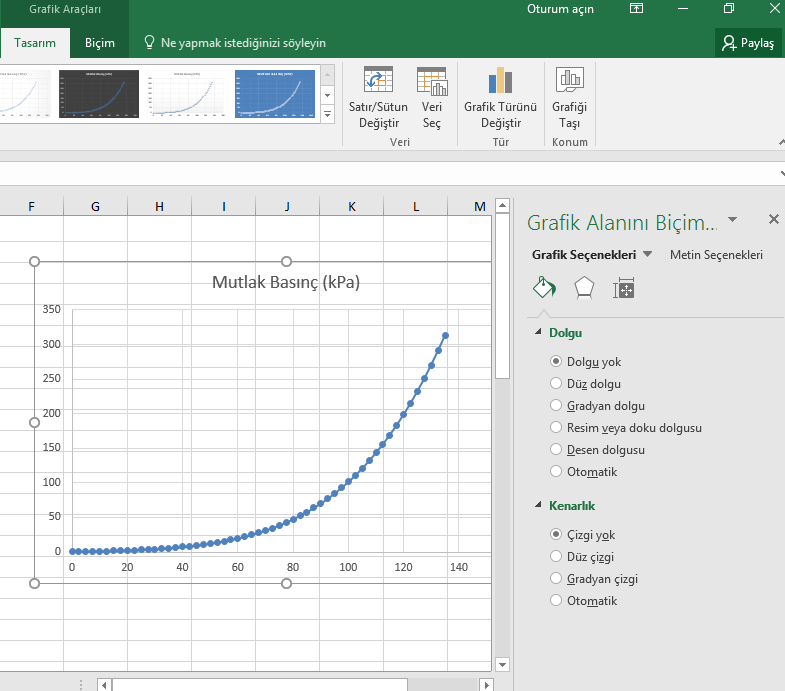 Grafik Araçları
Oturum açın
Tasarım
Biçim
Ne yapmak istediğinizi söyleyin
Paylaş
Satır/Sütun
Değiştir
Veri
Seç
Grafik Türünü
Değiştir
Grafiği
Taşı
Veri
Tür
Konum
F G H I J K L M
Mutlak Basınç (kPa)
350
300
250
200
150
100
50
0
0 20 40 60 80 100 120 140
Grafik Alanını Biçim...
Grafik Seçenekleri
Metin Seçenekleri
Dolgu
Dolgu yok
Düz dolgu
Gradyan dolgu
Resim veya doku dolgusu
Desen dolgusu
Otomatik
Kenarlık
Çizgi yok
Düz çizgi
Gradyan çizgi
Otomatik